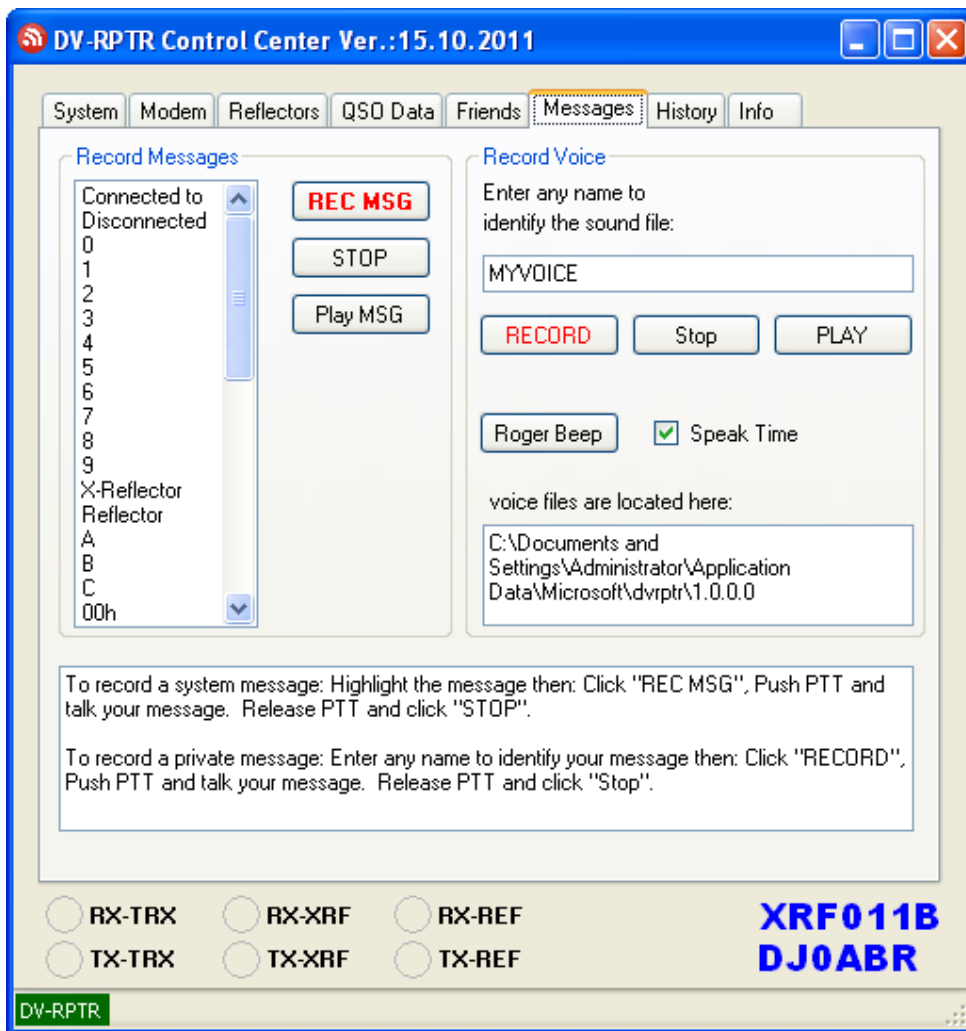 DV-RPTR Control Center Ver.:15.10.2011
System Modem Reflectors QSO Data Friends Messages History Info
Record Messages
Connected to
Disconnected
0
1
2
3
4
5
6
7
8
9
X-Reflector
Reflector
A
B
C
00h
REC MSG
STOP
Play MSG
Record Voice
Enter any name to
identify the sound file:
MYVOICE
RECORD Stop PLAY
Roger Beep Speak Time
voice files are located here:
C:\Documents and
Settings\Administrator\Application
Data\Microsoft\dvrptr\1.0.0.0
To record a system message: Highlight the message then: Click "REC MSG", Push PTT and
talk your message.  Release PTT and click "STOP".
To record a private message: Enter any name to identify your message then: Click "RECORD",
Push PTT and talk your message.  Release PTT and click "Stop".
RX-TRX RX-XRF RX-REF XRF011B
TX-TRX TX-XRF TX-REF DJ0ABR
DV-RPTR